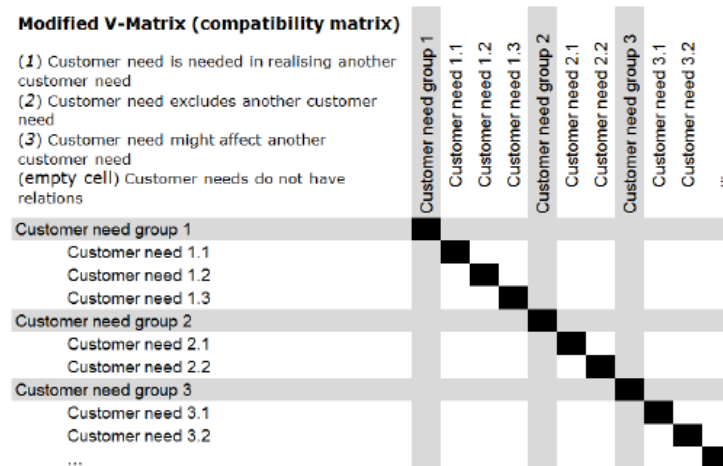 Modified V-Matrix (compatibility matrix)
(1) Customer need is needed in realising another
customer need
(2) Customer need excludes another customer
need
(3) Customer need might affect another
customer need
(empty cell) Customer needs do not have
relations
Customer need group 1
Customer need 1.1
Customer need 1.2
Customer need 1.3
Customer need group 2
Customer need 2.1
Customer need 2.2
Customer need group 3
Customer need 3.1
Customer need 3.2
...
Customer need group 1
Customer need 1.1
Customer need 1.2
Customer need 1.3
Customer need group 2
Customer need 2.1
Customer need 2.2
Customer need group 3
Customer need 3.1
Customer need 3.2
...